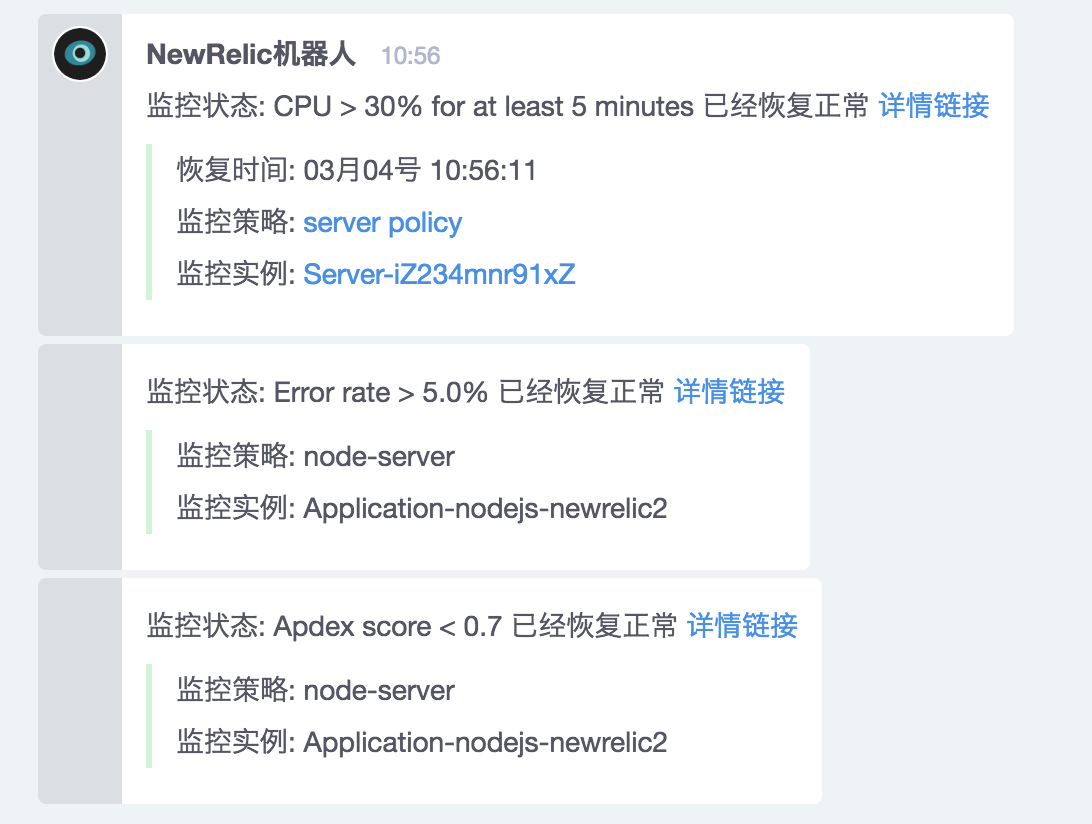 NewRelic机器人 10:56
监控状态: CPU > 30% for at least 5 minutes 已经恢复正常 详情链接
恢复时间: 03月04号 10:56:11
监控策略: server policy
监控实例: Server-iZ234mnr91xZ
监控状态: Error rate > 5.0% 已经恢复正常 详情链接
监控策略: node-server
监控实例: Application-nodejs-newrelic2
监控状态: Apdex score < 0.7 已经恢复正常 详情链接
监控策略: node-server
监控实例: Application-nodejs-newrelic2